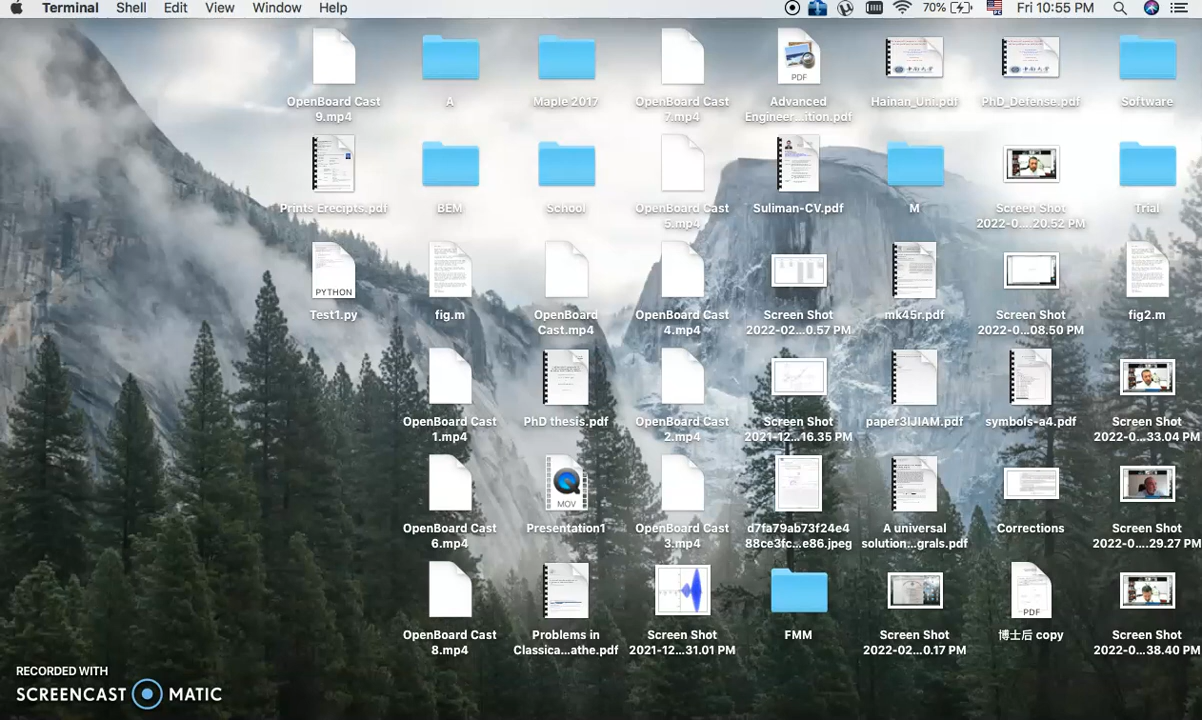 Terminal Shell Edit View Window Help 70% Fri 10:55 PM
OpenBoard Cast
9.mp4
A
Maple 2017
OpenBoard Cast
7.mp4
PDF
Advanced
Engineer...ition.pdf
Hainan_Uni.pdf
PhD_Defense.pdf
Software
Prints Erecipts.pdf
BEM
School
OpenBoard Cast
5.mp4
Suliman-CV.pdf
M
Screen Shot
2022-0....20.52 PM
Trial
PYTHON
Test1.py
fig.m
OpenBoard
Cast.mp4
OpenBoard Cast
4.mp4
Screen Shot
2022-02...0.57 PM
mk45r.pdf
Screen Shot
2022-0...08.50 PM
fig2.m
OpenBoard Cast
1.mp4
PhD thesis.pdf
OpenBoard Cast
2.mp4
Screen Shot
2021-12...16.35 PM
paper3IJIAM.pdf
symbols-a4.pdf
Screen Shot
2022-0...33.04 PM
OpenBoard Cast
6.mp4
MOV
Presentation1
OpenBoard Cast
3.mp4
d7fa79ab73f24e4
88ce3fc...e86.jpeg
A universal
solution...grals.pdf
Corrections
Screen Shot
2022-0....29.27 PM
OpenBoard Cast
8.mp4
Problems in
Classica...athe.pdf
Screen Shot
2021-12...31.01 PM
FMM
Screen Shot
2022-02...0.17 PM
PDF
博士后 copy
Screen Shot
2022-0...38.40 PM
RECORDED WITH
SCREENCAST MATIC